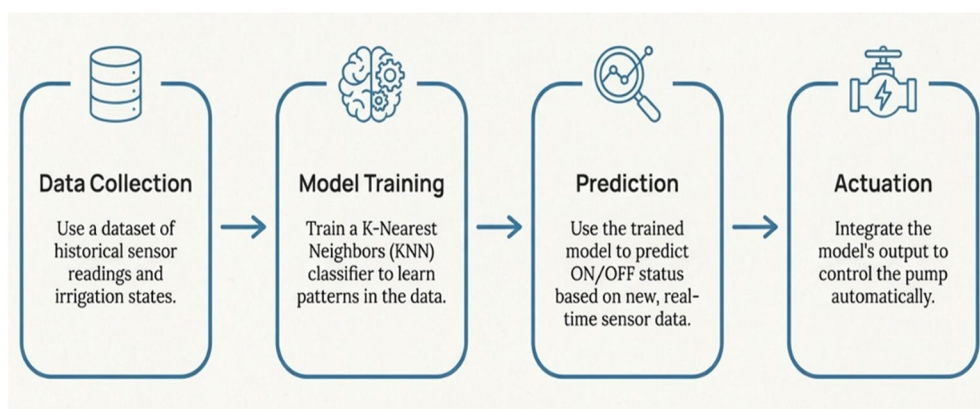 Data Collection
Use a dataset of
historical sensor
readings and
irrigation states.
Model Training
Train a K-Nearest
Neighbors (KNN)
classifier to learn
patterns in the data.
Prediction
Use the trained
model to predict
ON/OFF status
based on new, real-
time sensor data.
Actuation
Integrate the
model's output to
control the pump
automatically.